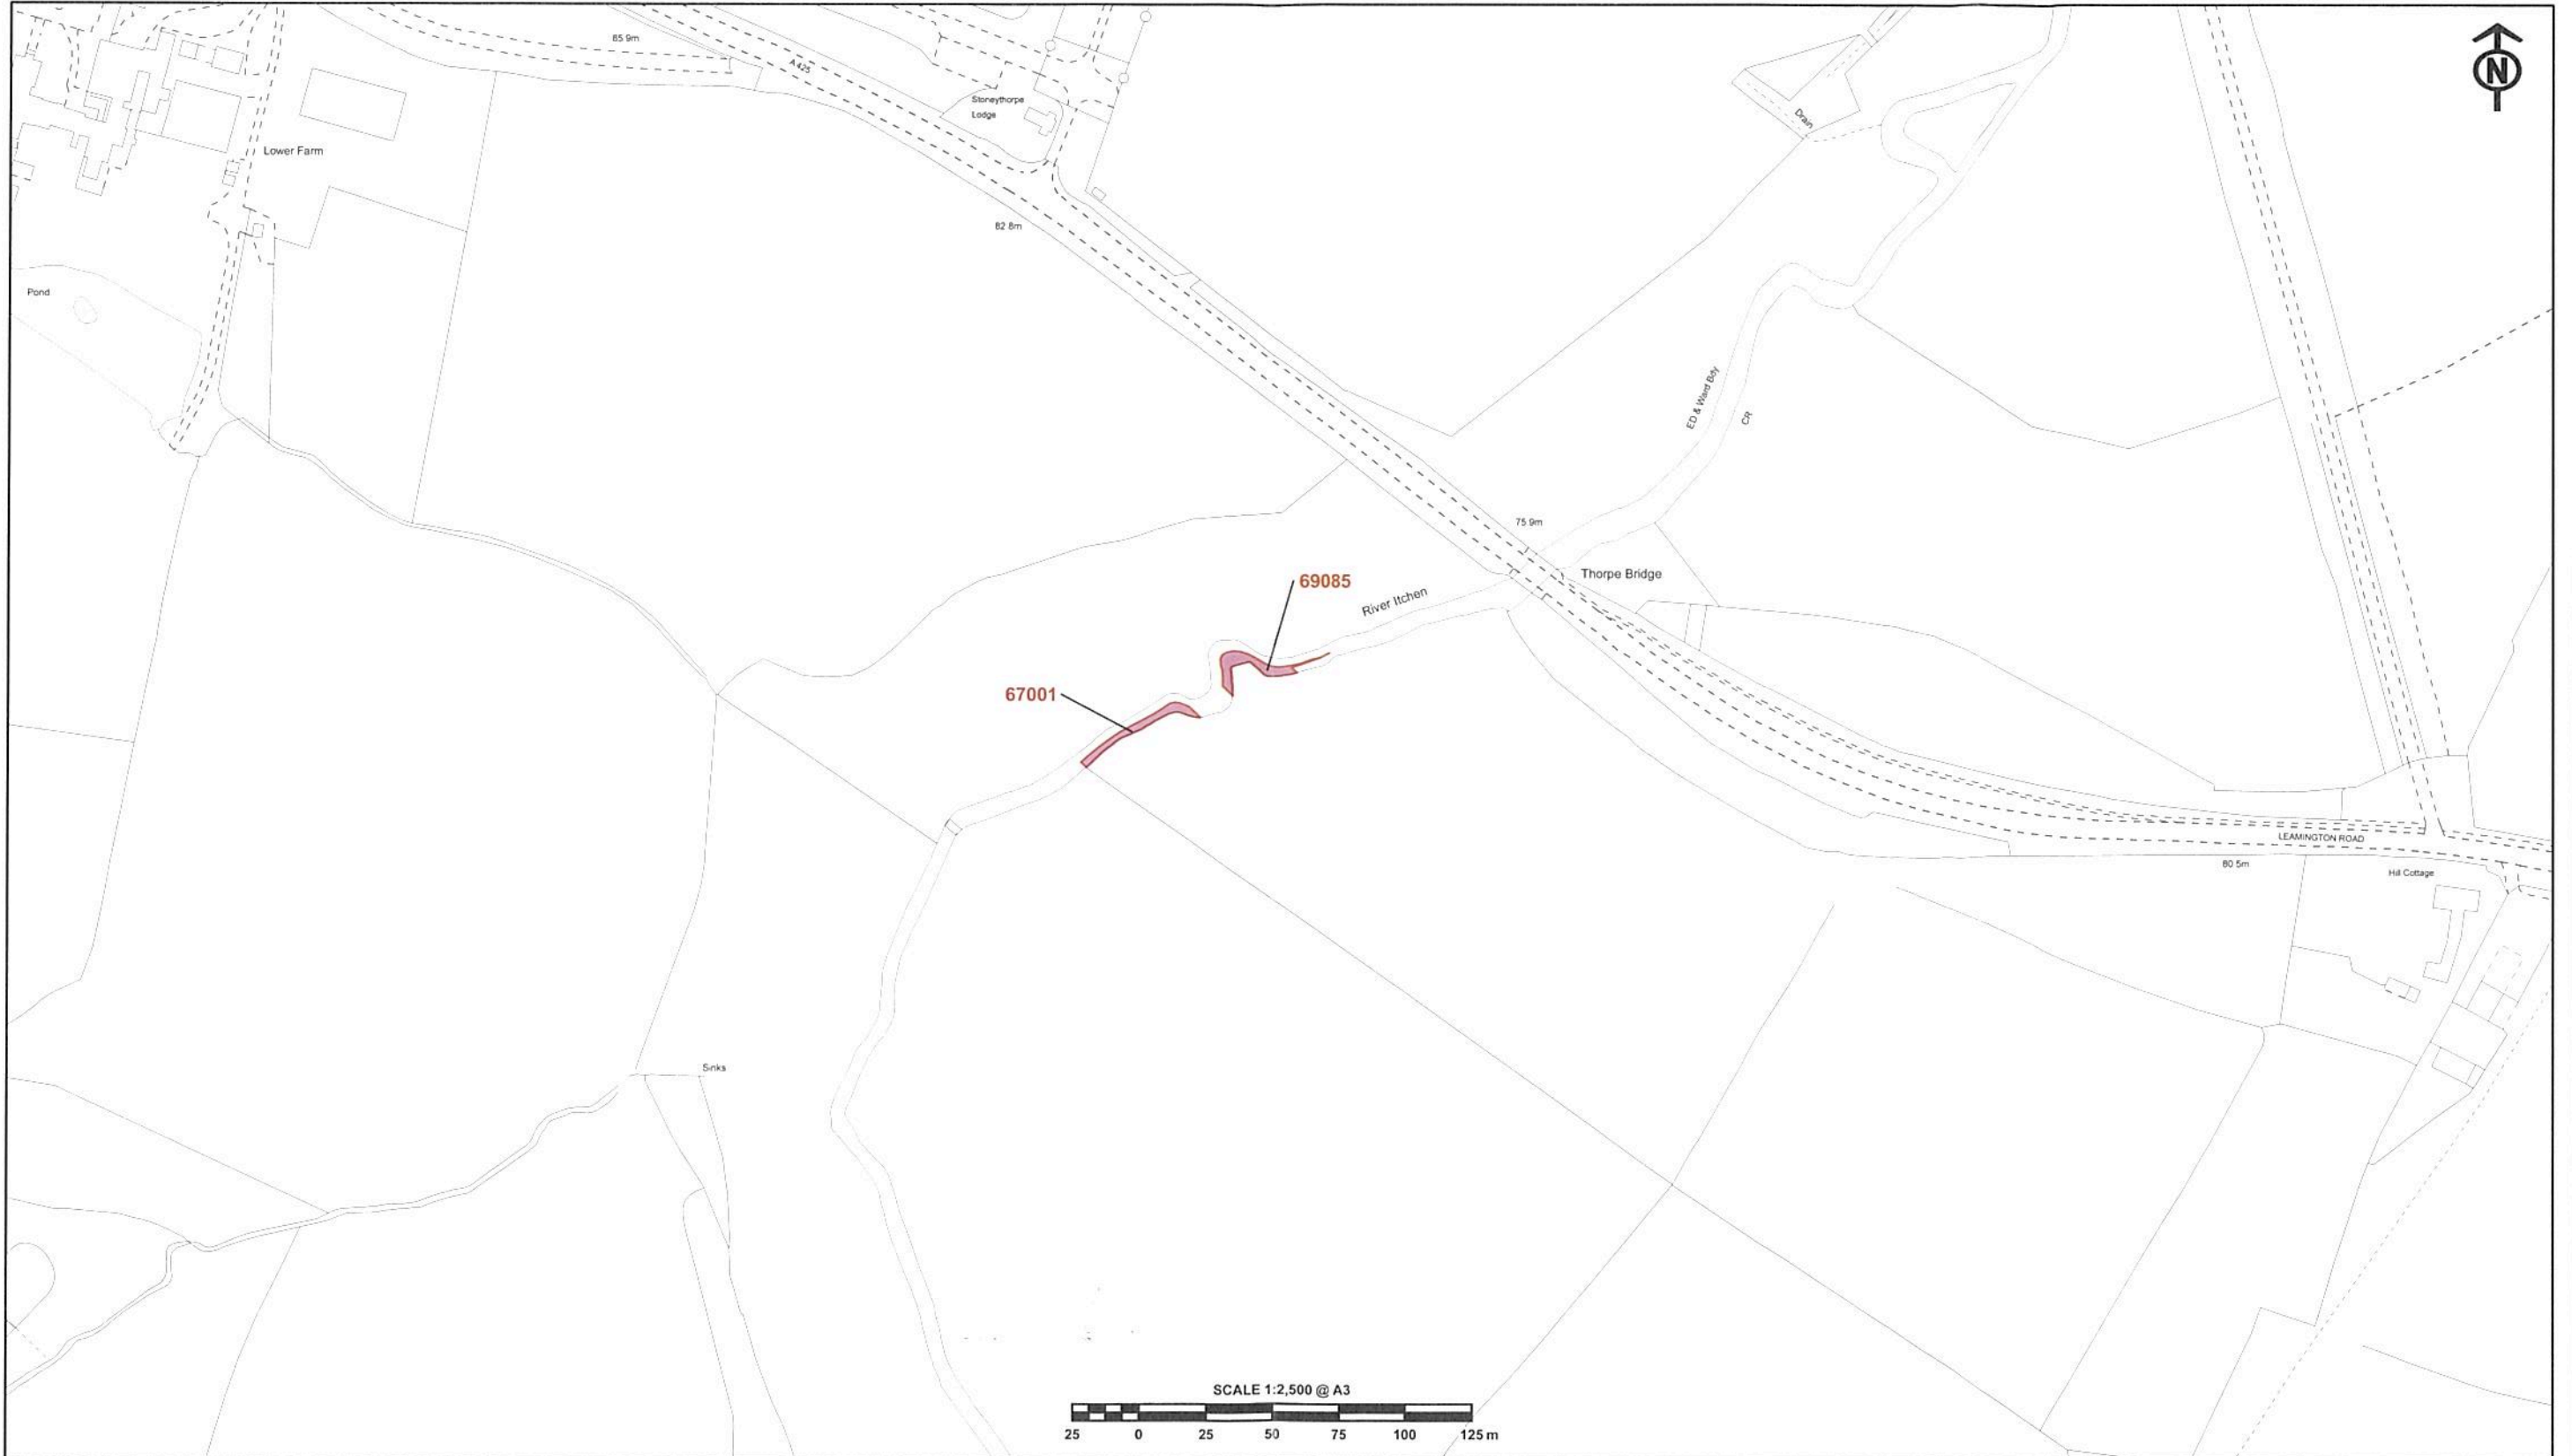 85.9m
A 425
N
Stoneythorpe
Lodge
Drain
Lower Farm
82.8m
Pond
ED & Ward Bdy
CR
75.9m
Thorpe Bridge
69085
River Itchen
67001
LEAMINGTON ROAD
80.5m
Hill Cottage
Sinks
SCALE 1:2,500 @ A3
25 0 25 50 75 100 125 m